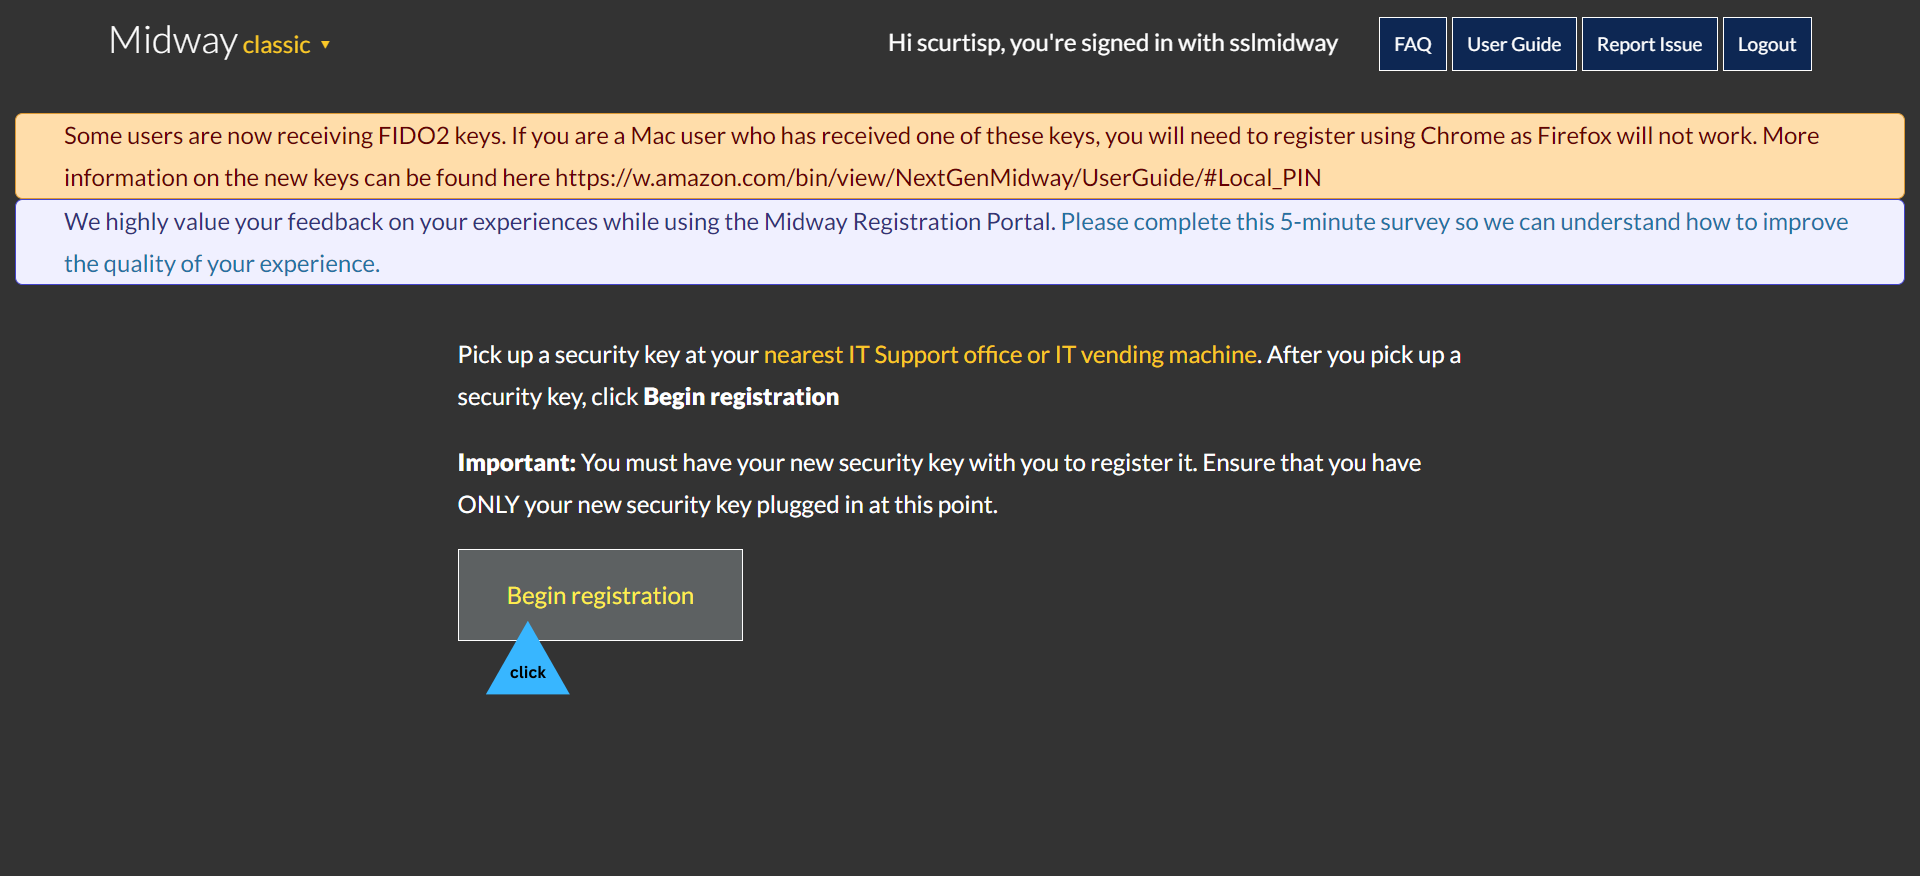 Midway classic ▾
Hi scurtisp, you're signed in with sslmidway
FAQ
User Guide
Report Issue
Logout
Some users are now receiving FIDO2 keys. If you are a Mac user who has received one of these keys, you will need to register using Chrome as Firefox will not work. More
information on the new keys can be found here https://w.amazon.com/bin/view/NextGenMidway/UserGuide/#Local_PIN
We highly value your feedback on your experiences while using the Midway Registration Portal. Please complete this 5-minute survey so we can understand how to improve
the quality of your experience.
Pick up a security key at your nearest IT Support office or IT vending machine. After you pick up a
security key, click Begin registration
Important: You must have your new security key with you to register it. Ensure that you have
ONLY your new security key plugged in at this point.
Begin registration
click